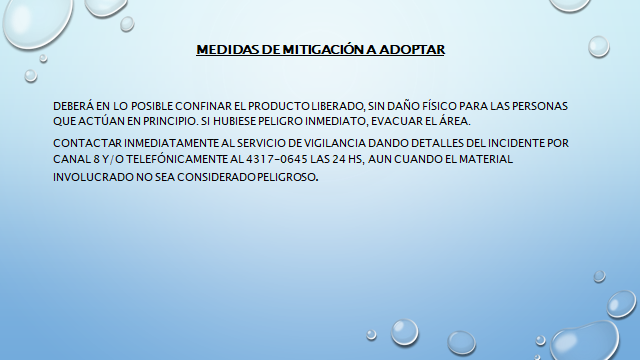 MEDIDAS DE MITIGACIÓN A ADOPTAR
DEBERÁ EN LO POSIBLE CONFINAR EL PRODUCTO LIBERADO, SIN DAÑO FÍSICO PARA LAS PERSONAS
QUE ACTÚAN EN PRINCIPIO. SI HUBIESE PELIGRO INMEDIATO, EVACUAR EL ÁREA.
CONTACTAR INMEDIATAMENTE AL SERVICIO DE VIGILANCIA DANDO DETALLES DEL INCIDENTE POR
CANAL 8 Y/O TELEFÓNICAMENTE AL 4317-0645 LAS 24 HS, AUN CUANDO EL MATERIAL
INVOLUCRADO NO SEA CONSIDERADO PELIGROSO.